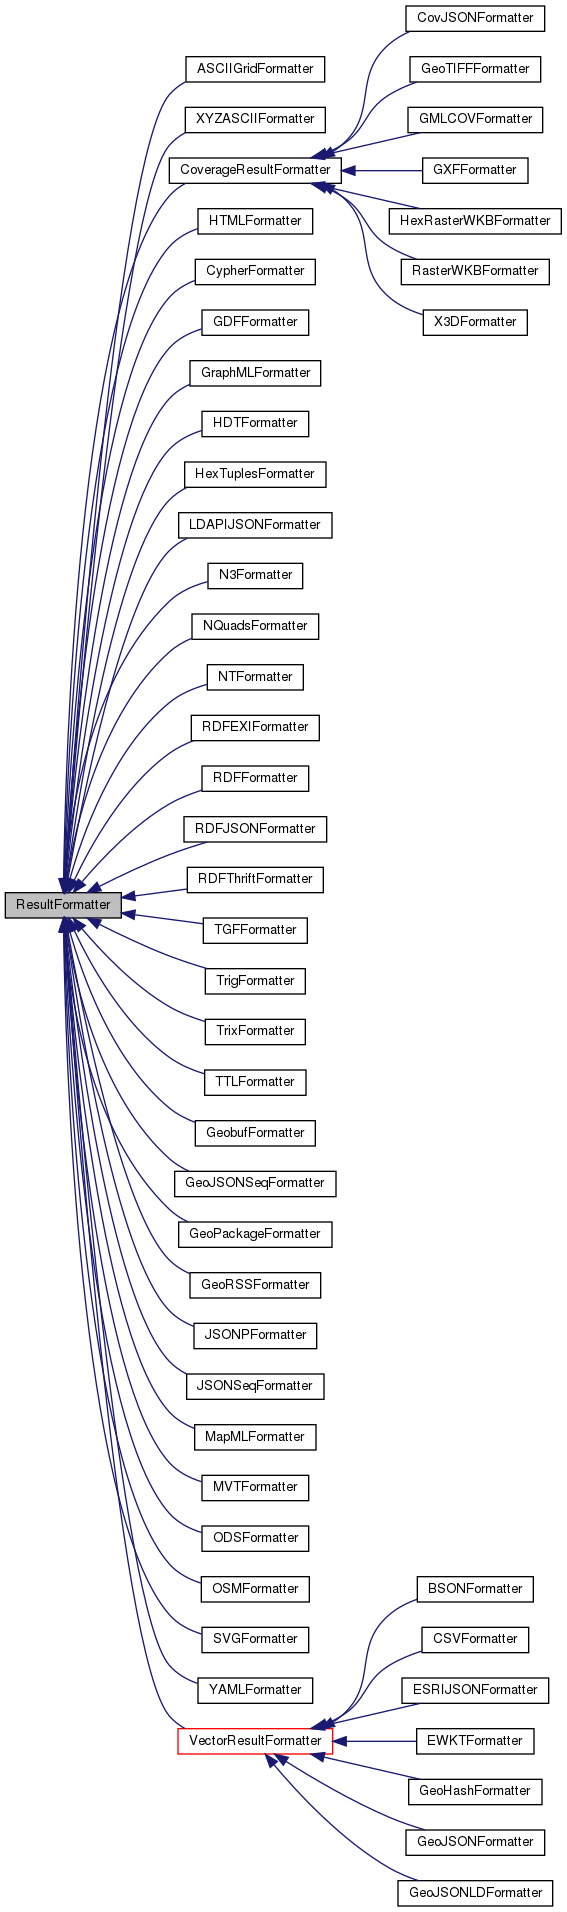 CovJSONFormatter
ASCIIGridFormatter
GeoTIFFFormatter
XYZASCIIFormatter
GMLCOVFormatter
CoverageResultFormatter
GXFFormatter
HTMLFormatter
HexRasterWKBFormatter
CypherFormatter
RasterWKBFormatter
GDFFormatter
X3DFormatter
GraphMLFormatter
HDTFormatter
HexTuplesFormatter
LDAPIJSONFormatter
N3Formatter
NQuadsFormatter
NTFormatter
RDFEXIFormatter
RDFFormatter
RDFJSONFormatter
RDFThriftFormatter
ResultFormatter
TGFFormatter
TrigFormatter
TrixFormatter
TTLFormatter
GeobufFormatter
GeoJSONSeqFormatter
GeoPackageFormatter
GeoRSSFormatter
JSONPFormatter
JSONSeqFormatter
MapMLFormatter
MVTFormatter
ODSFormatter
OSMFormatter
BSONFormatter
SVGFormatter
CSVFormatter
YAMLFormatter
ESRIJSONFormatter
VectorResultFormatter
EWKTFormatter
GeoHashFormatter
GeoJSONFormatter
GeoJSONLDFormatter